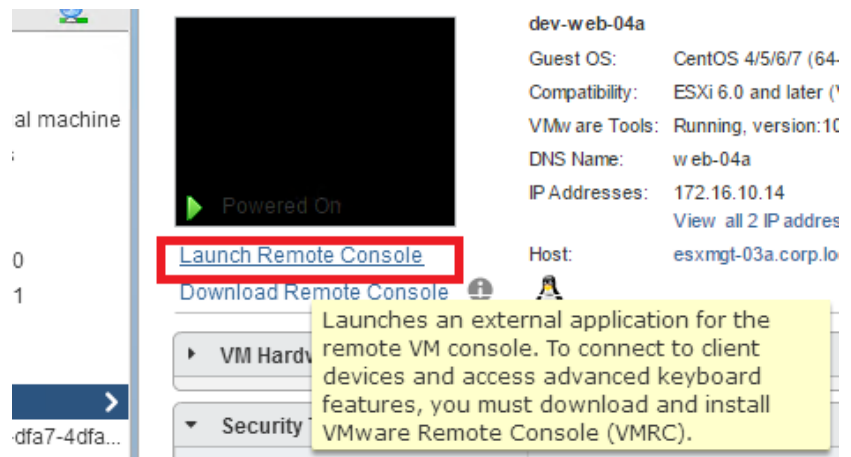 dev-web-04a
Guest OS: CentOS 4/5/6/7 (64-
Compatibility: ESXi 6.0 and later (
al machine
VMware Tools: Running, version:10
DNS Name: web-04a
Powered On
IP Addresses: 172.16.10.14
View all 2 IP addres
Launch Remote Console
Host: esxmgt-03a.corp.lo
0
1
Download Remote Console
Launches an external application for the
remote VM console. To connect to client
devices and access advanced keyboard
features, you must download and install
VMware Remote Console (VMRC).
VM Hardw
Security
-dfa7-4dfa...